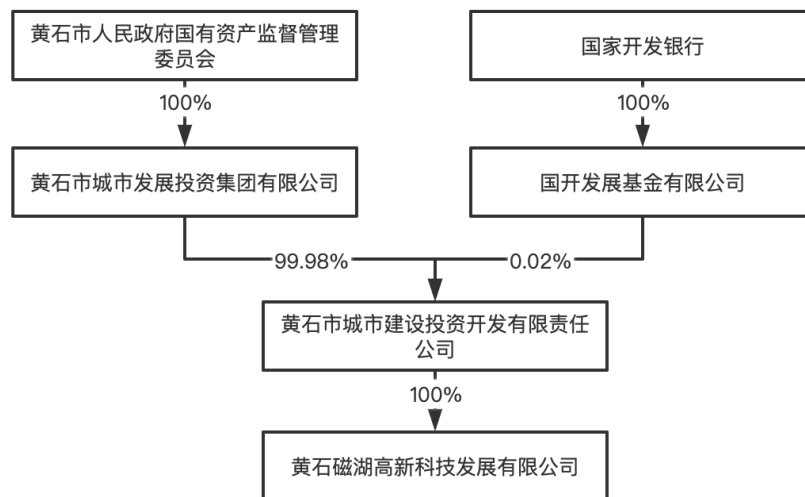 黄石市人民政府国有资产监督管理
委员会
国家开发银行
100%
100%
黄石市城市发展投资集团有限公司
国开发展基金有限公司
99.98%
0.02%
黄石市城市建设投资开发有限责任
公司
100%
黄石磁湖高新科技发展有限公司